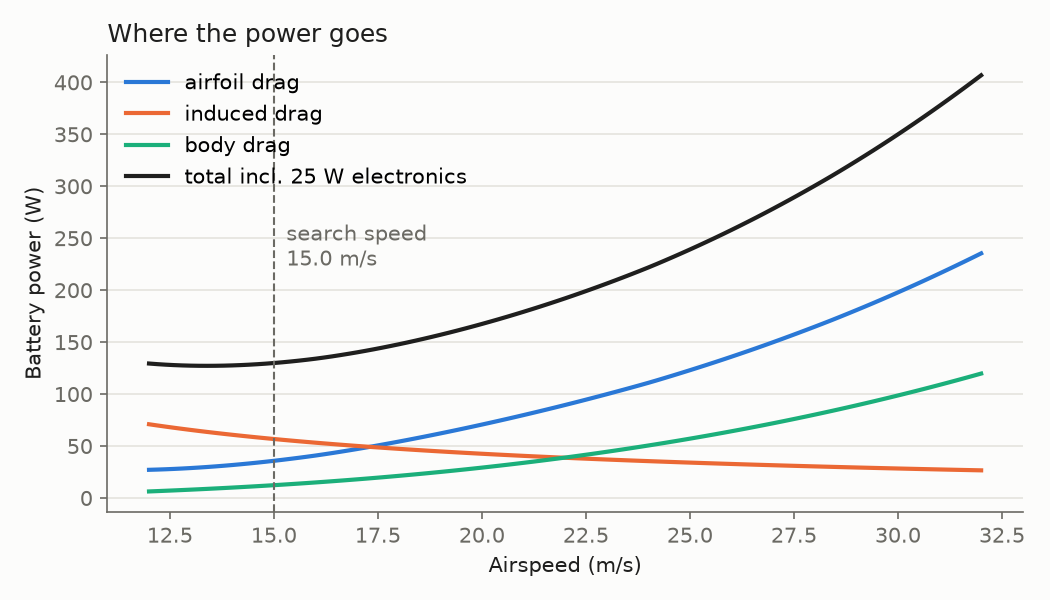 Where the power goes
airfoil drag
induced drag
body drag
total incl. 25 W electronics
search speed
15.0 m/s
Battery power (W)
400
350
300
250
200
150
100
50
0
12.5 15.0 17.5 20.0 22.5 25.0 27.5 30.0 32.5
Airspeed (m/s)